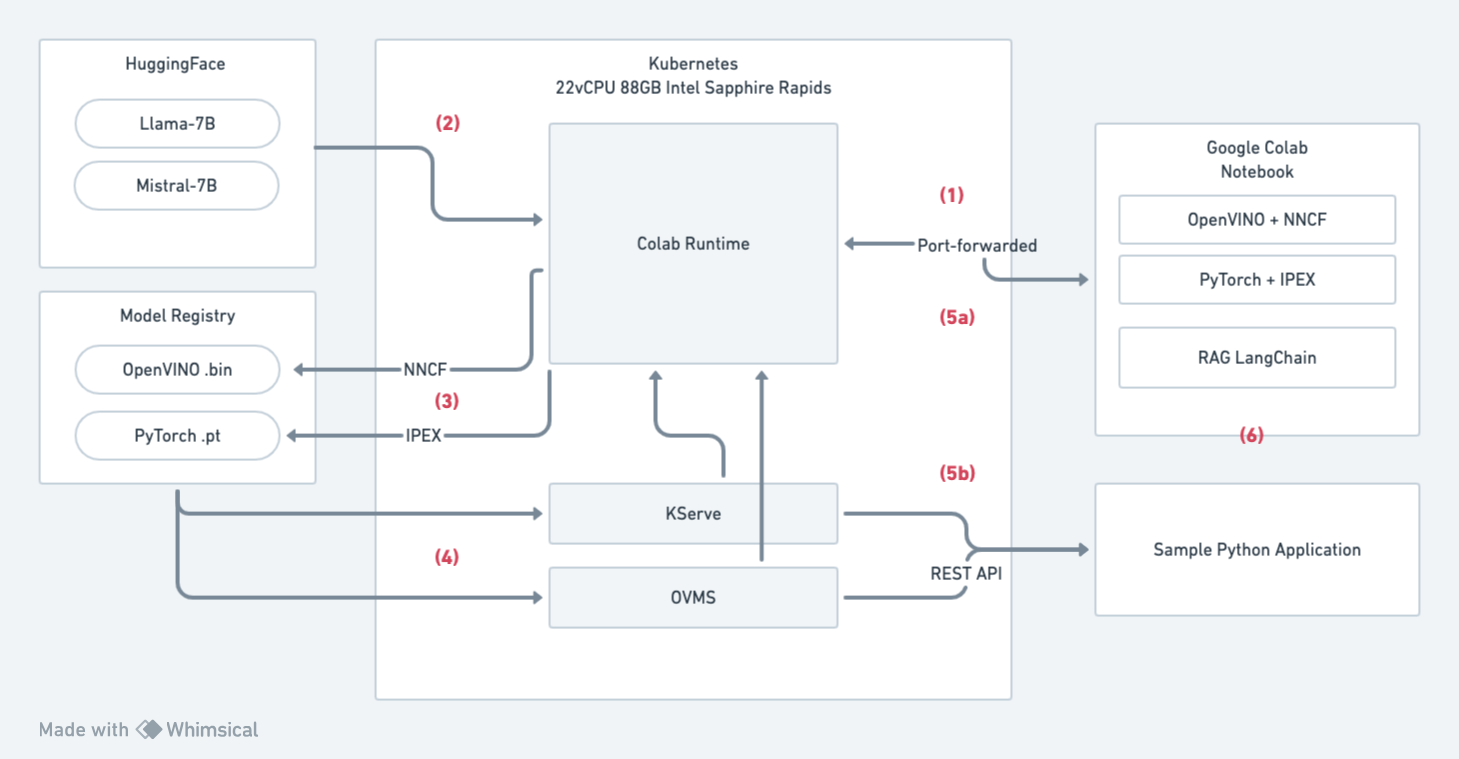 HuggingFace
Llama-7B
Mistral-7B
Model Registry
OpenVINO .bin
PyTorch .pt
Kubernetes
22vCPU 88GB Intel Sapphire Rapids
(2)
Colab Runtime
(1)
Port-forwarded
(5a)
NNCF
(3)
IPEX
KServe
(5b)
(4)
OVMS
REST API
Google Colab
Notebook
OpenVINO + NNCF
PyTorch + IPEX
RAG LangChain
(6)
Sample Python Application
Made with Whimsical